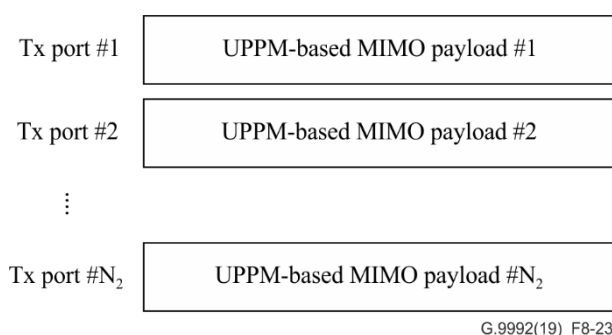 Tx port #1 UPPM-based MIMO payload #1
Tx port #2 UPPM-based MIMO payload #2
⁞
Tx port #N₂ UPPM-based MIMO payload #N₂
G.9992(19)_F8-23